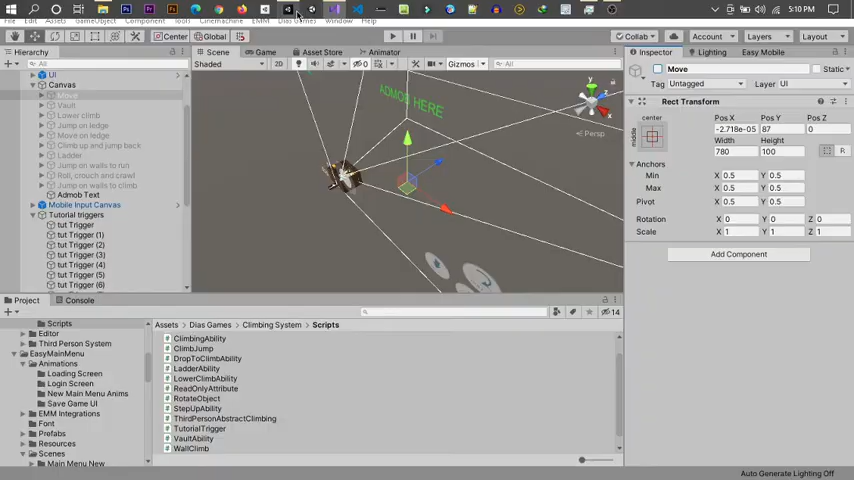 5:10 PM
File Edit Assets GameObject Component Tools EMM Dias Games Window Help
Center Global Collab Account Layers Layout
Hierarchy Scene Game Asset Store Animator Inspector Lighting Easy Mobile
All Shaded 2D 0 Gizmos All
UI
Canvas
Move
Vault
Lower climb
Jump on ledge
Move on ledge
Climb up and jump back
Ladder
Jump on walls to run
Roll, crouch and crawl
Jump on walls to climb
Admob Text
Mobile Input Canvas
Tutorial triggers
tut Trigger
tut Trigger (1)
tut Trigger (2)
tut Trigger (3)
tut Trigger (4)
tut Trigger (5)
tut Trigger (6)
ADMOB HERE
y
x
z
Persp
Move Static
Tag Untagged Layer UI
Rect Transform
center
middle
Pos X Pos Y Pos Z
-2.718e-05 87 0
Width Height
780 100
R
Anchors
Min X 0.5 Y 0.5
Max X 0.5 Y 0.5
Pivot X 0.5 Y 0.5
Rotation X 0 Y 0 Z 0
Scale X 1 Y 1 Z 1
Add Component
Project Console
14
Scripts
Editor
Third Person System
EasyMainMenu
Animations
Loading Screen
Login Screen
New Main Menu Anims
Save Game UI
EMM Integrations
Font
Prefabs
Resources
Scenes
Main Menu New
Assets Dias Games Climbing System Scripts
ClimbingAbility
ClimbJump
DropToClimbAbility
LadderAbility
LowerClimbAbility
ReadOnlyAttribute
RotateObject
StepUpAbility
ThirdPersonAbstractClimbing
TutorialTrigger
VaultAbility
WallClimb
Auto Generate Lighting Off